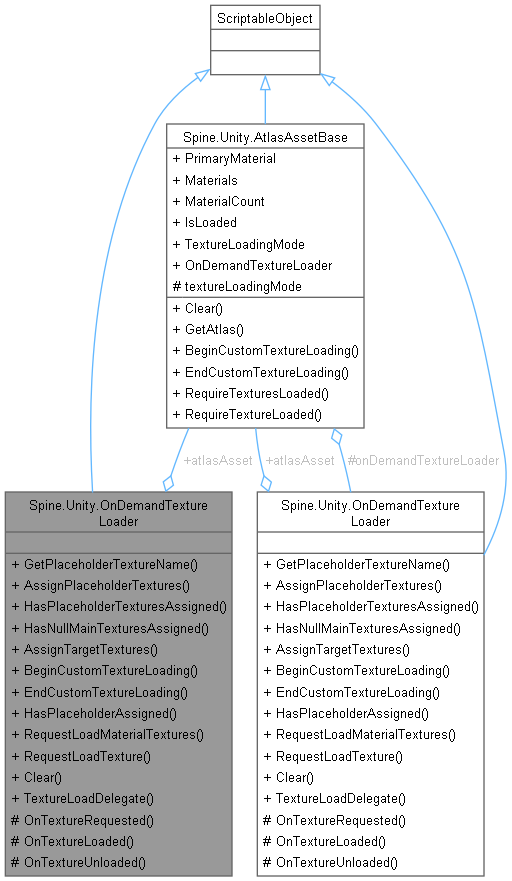 ScriptableObject
Spine.Unity.AtlasAssetBase
+ PrimaryMaterial
+ Materials
+ MaterialCount
+ IsLoaded
+ TextureLoadingMode
+ OnDemandTextureLoader
# textureLoadingMode
+ Clear()
+ GetAtlas()
+ BeginCustomTextureLoading()
+ EndCustomTextureLoading()
+ RequireTexturesLoaded()
+ RequireTextureLoaded()
+atlasAsset
+atlasAsset
#onDemandTextureLoader
Spine.Unity.OnDemandTexture
Loader
+ GetPlaceholderTextureName()
+ AssignPlaceholderTextures()
+ HasPlaceholderTexturesAssigned()
+ HasNullMainTexturesAssigned()
+ AssignTargetTextures()
+ BeginCustomTextureLoading()
+ EndCustomTextureLoading()
+ HasPlaceholderAssigned()
+ RequestLoadMaterialTextures()
+ RequestLoadTexture()
+ Clear()
+ TextureLoadDelegate()
# OnTextureRequested()
# OnTextureLoaded()
# OnTextureUnloaded()
Spine.Unity.OnDemandTexture
Loader
+ GetPlaceholderTextureName()
+ AssignPlaceholderTextures()
+ HasPlaceholderTexturesAssigned()
+ HasNullMainTexturesAssigned()
+ AssignTargetTextures()
+ BeginCustomTextureLoading()
+ EndCustomTextureLoading()
+ HasPlaceholderAssigned()
+ RequestLoadMaterialTextures()
+ RequestLoadTexture()
+ Clear()
+ TextureLoadDelegate()
# OnTextureRequested()
# OnTextureLoaded()
# OnTextureUnloaded()